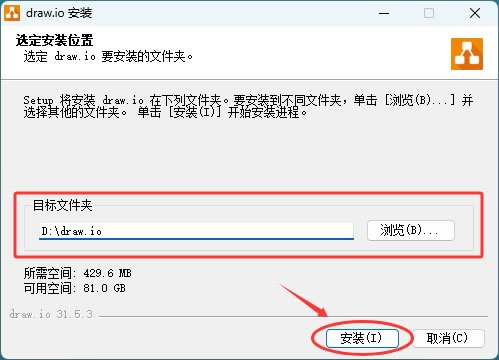 draw.io 安装
选定安装位置
选定 draw.io 要安装的文件夹。
Setup 将安装 draw.io 在下列文件夹。要安装到不同文件夹，单击 [浏览(B)...] 并
选择其他的文件夹。 单击 [安装(I)] 开始安装进程。
目标文件夹
D:\draw.io
浏览(B)...
所需空间: 429.6 MB
可用空间: 81.0 GB
draw.io 31.5.3
安装(I)
取消(C)